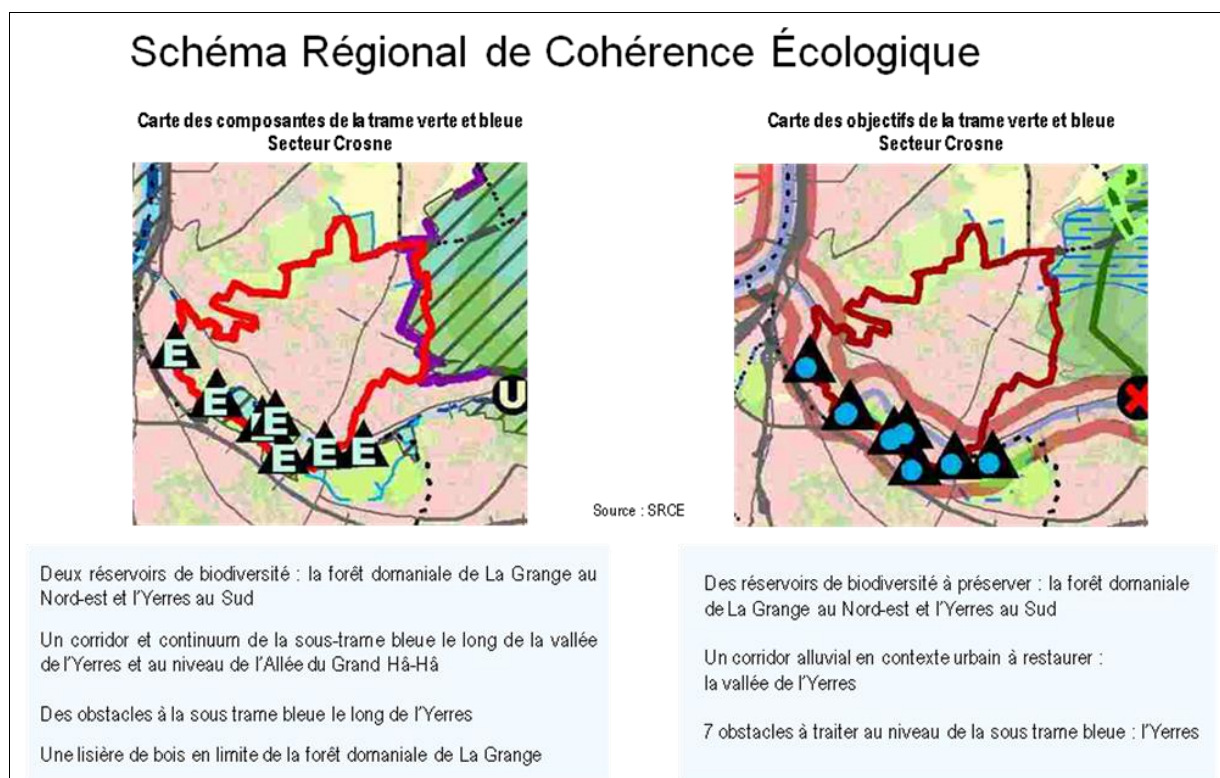 Schéma Régional de Cohérence Écologique
Carte des composantes de la trame verte et bleue
Secteur Crosne
Carte des objectifs de la trame verte et bleue
Secteur Crosne
E
E
E
E
E
E
U
Source : SRCE
Deux réservoirs de biodiversité : la forêt domaniale de La Grange au
Nord-est et l'Yerres au Sud
Un corridor et continuum de la sous-trame bleue le long de la vallée
de l'Yerres et au niveau de l'Allée du Grand Hâ-Hâ
Des obstacles à la sous trame bleue le long de l'Yerres
Une lisière de bois en limite de la forêt domaniale de La Grange
Des réservoirs de biodiversité à préserver : la forêt domaniale
de La Grange au Nord-est et l'Yerres au Sud
Un corridor alluvial en contexte urbain à restaurer :
la vallée de l'Yerres
7 obstacles à traiter au niveau de la sous trame bleue : l'Yerres